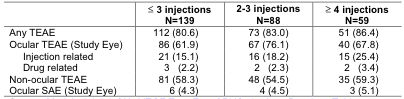 ≤ 3 injections 2-3 injections ≥ 4 injections
N=139 N=88 N=59
Any TEAE 112 (80.6) 73 (83.0) 51 (86.4)
Ocular TEAE (Study Eye) 86 (61.9) 67 (76.1) 40 (67.8)
Injection related 21 (15.1) 16 (18.2) 15 (25.4)
Drug related 3 (2.2) 2 (2.3) 2 (3.4)
Non-ocular TEAE 81 (58.3) 48 (54.5) 35 (59.3)
Ocular SAE (Study Eye) 6 (4.3) 4 (4.5) 3 (5.1)